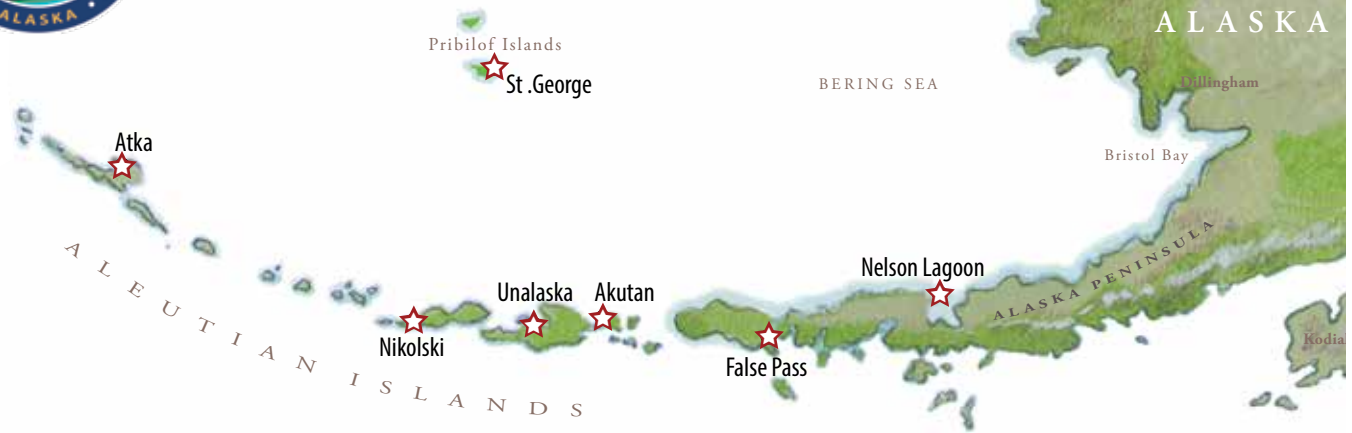 ALASKA
ALASKA
Pribilof Islands
St .George
BERING SEA
Dillingham
Bristol Bay
Atka
ALEUTIAN ISLANDS
Nelson Lagoon
ALASKA PENINSULA
Unalaska
Akutan
Nikolski
False Pass